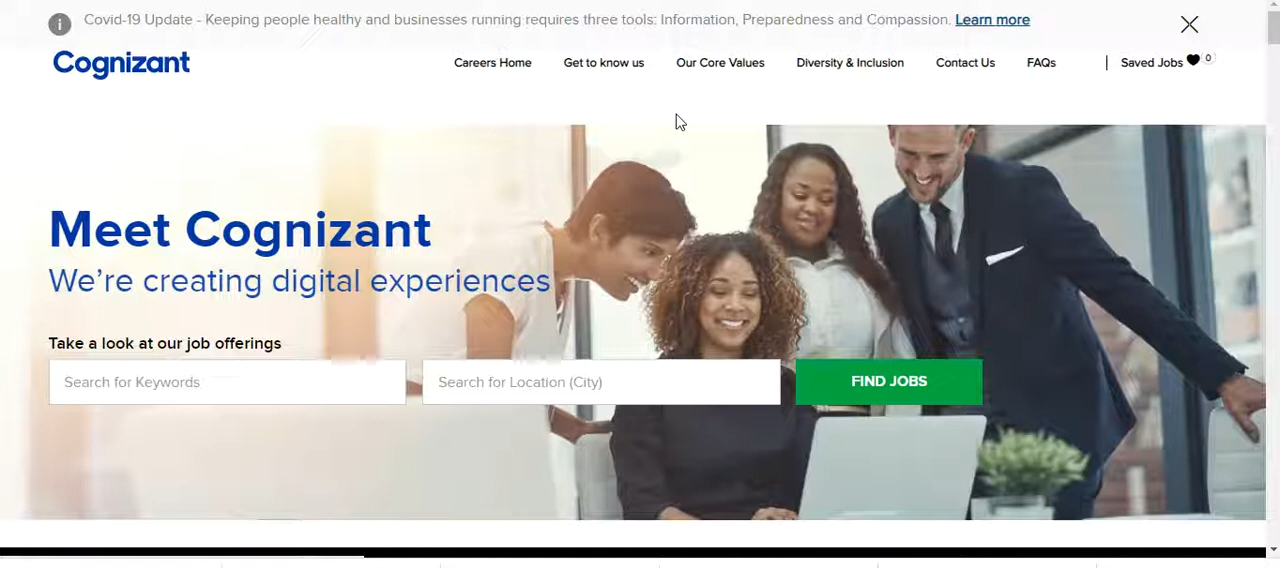 Covid-19 Update - Keeping people healthy and businesses running requires three tools: Information, Preparedness and Compassion. Learn more
Cognizant
Careers Home Get to know us Our Core Values Diversity & Inclusion Contact Us FAQs | Saved Jobs 0
Meet Cognizant
We're creating digital experiences
Take a look at our job offerings
Search for Keywords Search for Location (City) FIND JOBS